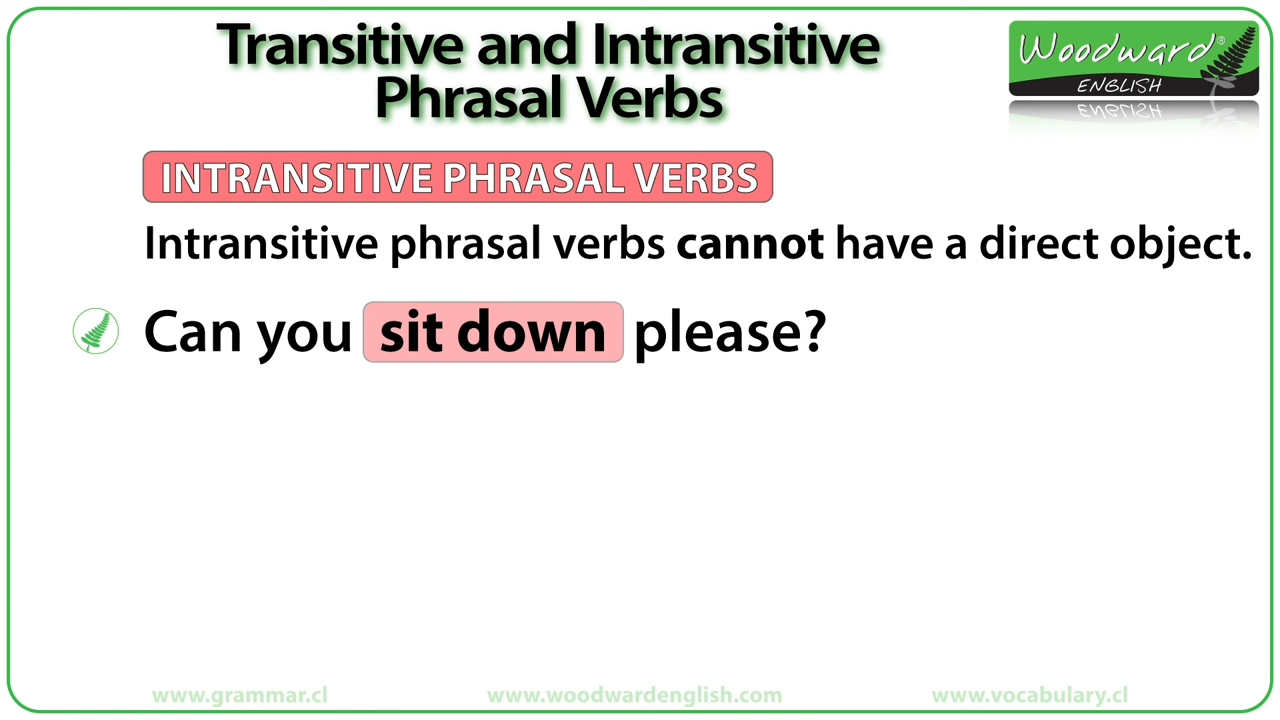 Transitive and Intransitive
Phrasal Verbs
Woodward®
ENGLISH
INTRANSITIVE PHRASAL VERBS
Intransitive phrasal verbs cannot have a direct object.
Can you sit down please?
www.grammar.cl www.woodwardenglish.com www.vocabulary.cl